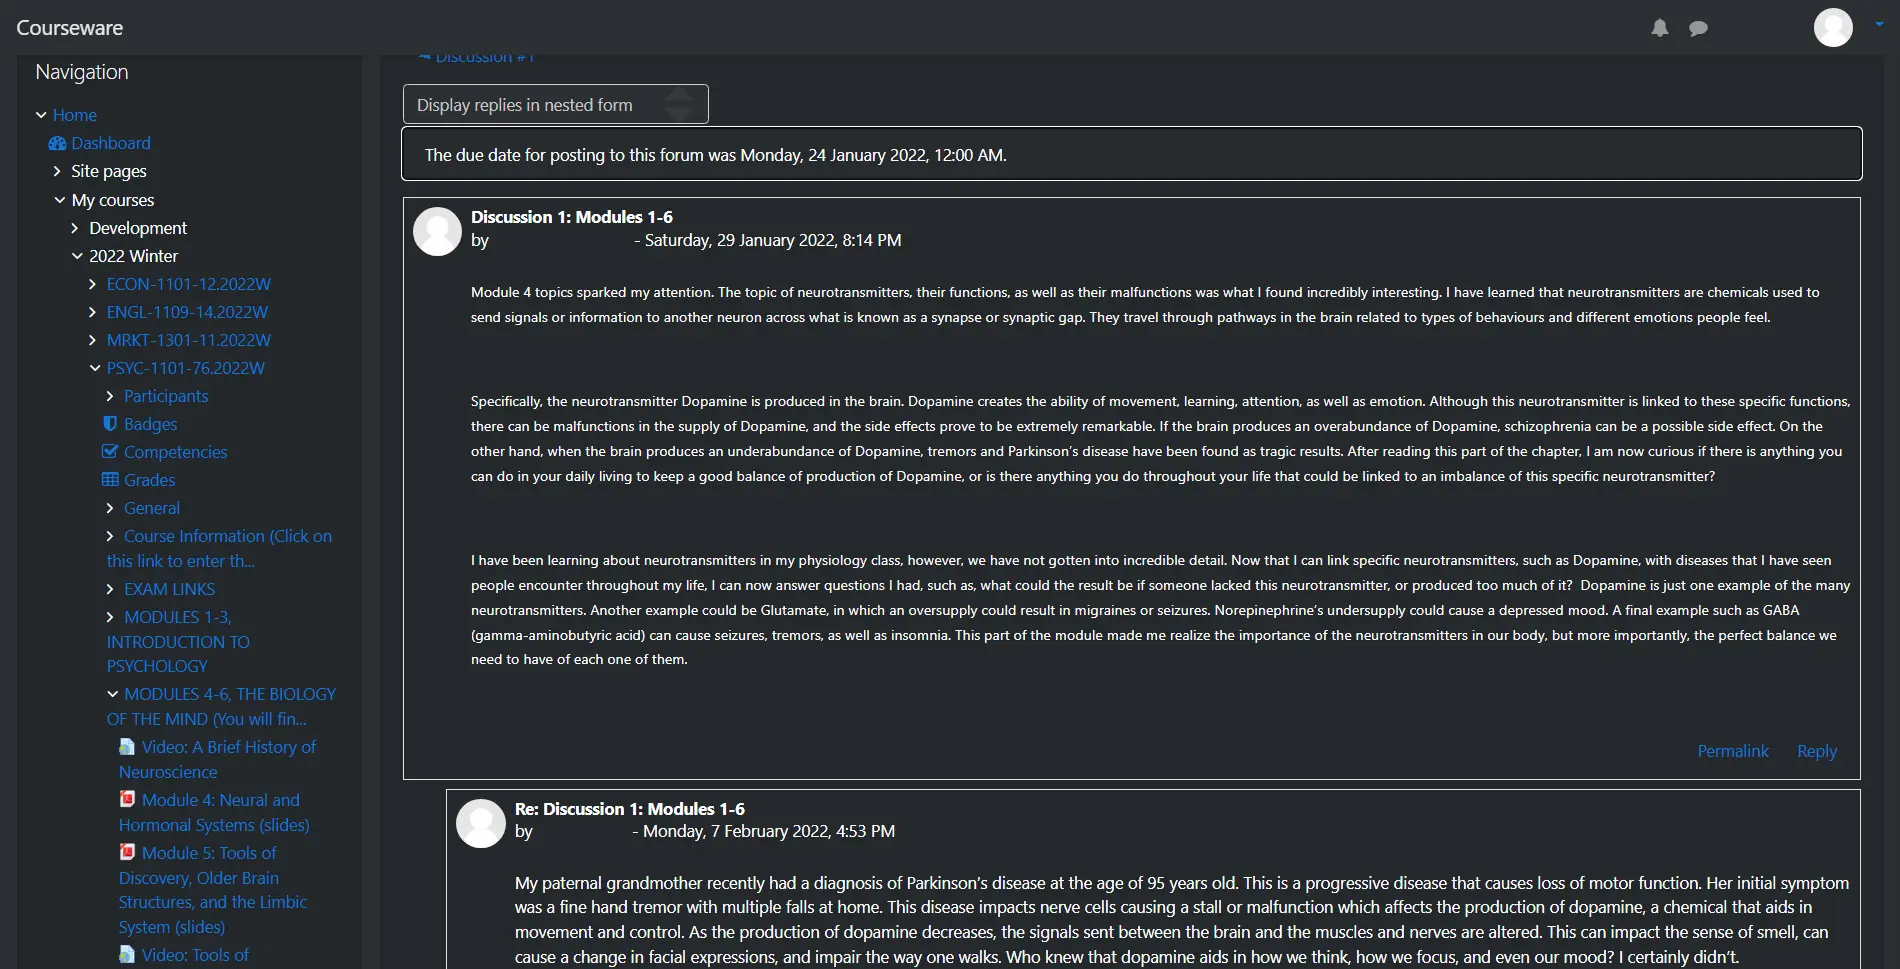 Courseware
Navigation
Home
Dashboard
Site pages
My courses
Development
2022 Winter
ECON-1101-12.2022W
ENGL-1109-14.2022W
MRKT-1301-11.2022W
PSYC-1101-76.2022W
Participants
Badges
Competencies
Grades
General
Course Information (Click on
this link to enter th...
EXAM LINKS
MODULES 1-3,
INTRODUCTION TO
PSYCHOLOGY
MODULES 4-6, THE BIOLOGY
OF THE MIND (You will fin...
Video: A Brief History of
Neuroscience
Module 4: Neural and
Hormonal Systems (slides)
Module 5: Tools of
Discovery, Older Brain
Structures, and the Limbic
System (slides)
Video: Tools of
Discussion #1
Display replies in nested form
The due date for posting to this forum was Monday, 24 January 2022, 12:00 AM.
Discussion 1: Modules 1-6
by - Saturday, 29 January 2022, 8:14 PM
Module 4 topics sparked my attention. The topic of neurotransmitters, their functions, as well as their malfunctions was what I found incredibly interesting. I have learned that neurotransmitters are chemicals used to
send signals or information to another neuron across what is known as a synapse or synaptic gap. They travel through pathways in the brain related to types of behaviours and different emotions people feel.
Specifically, the neurotransmitter Dopamine is produced in the brain. Dopamine creates the ability of movement, learning, attention, as well as emotion. Although this neurotransmitter is linked to these specific functions,
there can be malfunctions in the supply of Dopamine, and the side effects prove to be extremely remarkable. If the brain produces an overabundance of Dopamine, schizophrenia can be a possible side effect. On the
other hand, when the brain produces an underabundance of Dopamine, tremors and Parkinson's disease have been found as tragic results. After reading this part of the chapter, I am now curious if there is anything you
can do in your daily living to keep a good balance of production of Dopamine, or is there anything you do throughout your life that could be linked to an imbalance of this specific neurotransmitter?
I have been learning about neurotransmitters in my physiology class, however, we have not gotten into incredible detail. Now that I can link specific neurotransmitters, such as Dopamine, with diseases that I have seen
people encounter throughout my life, I can now answer questions I had, such as, what could the result be if someone lacked this neurotransmitter, or produced too much of it?  Dopamine is just one example of the many
neurotransmitters. Another example could be Glutamate, in which an oversupply could result in migraines or seizures. Norepinephrine's undersupply could cause a depressed mood. A final example such as GABA
(gamma-aminobutyric acid) can cause seizures, tremors, as well as insomnia. This part of the module made me realize the importance of the neurotransmitters in our body, but more importantly, the perfect balance we
need to have of each one of them.
Permalink Reply
Re: Discussion 1: Modules 1-6
by - Monday, 7 February 2022, 4:53 PM
My paternal grandmother recently had a diagnosis of Parkinson's disease at the age of 95 years old. This is a progressive disease that causes loss of motor function. Her initial symptom
was a fine hand tremor with multiple falls at home. This disease impacts nerve cells causing a stall or malfunction which affects the production of dopamine, a chemical that aids in
movement and control. As the production of dopamine decreases, the signals sent between the brain and the muscles and nerves are altered. This can impact the sense of smell, can
cause a change in facial expressions, and impair the way one walks. Who knew that dopamine aids in how we think, how we focus, and even our mood? I certainly didn't.